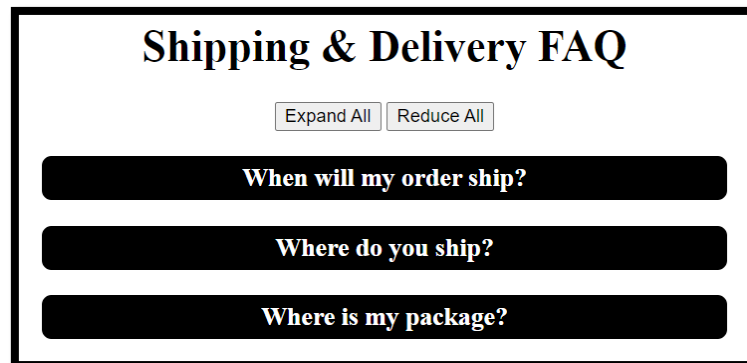 Shipping & Delivery FAQ
Expand All Reduce All
When will my order ship?
Where do you ship?
Where is my package?